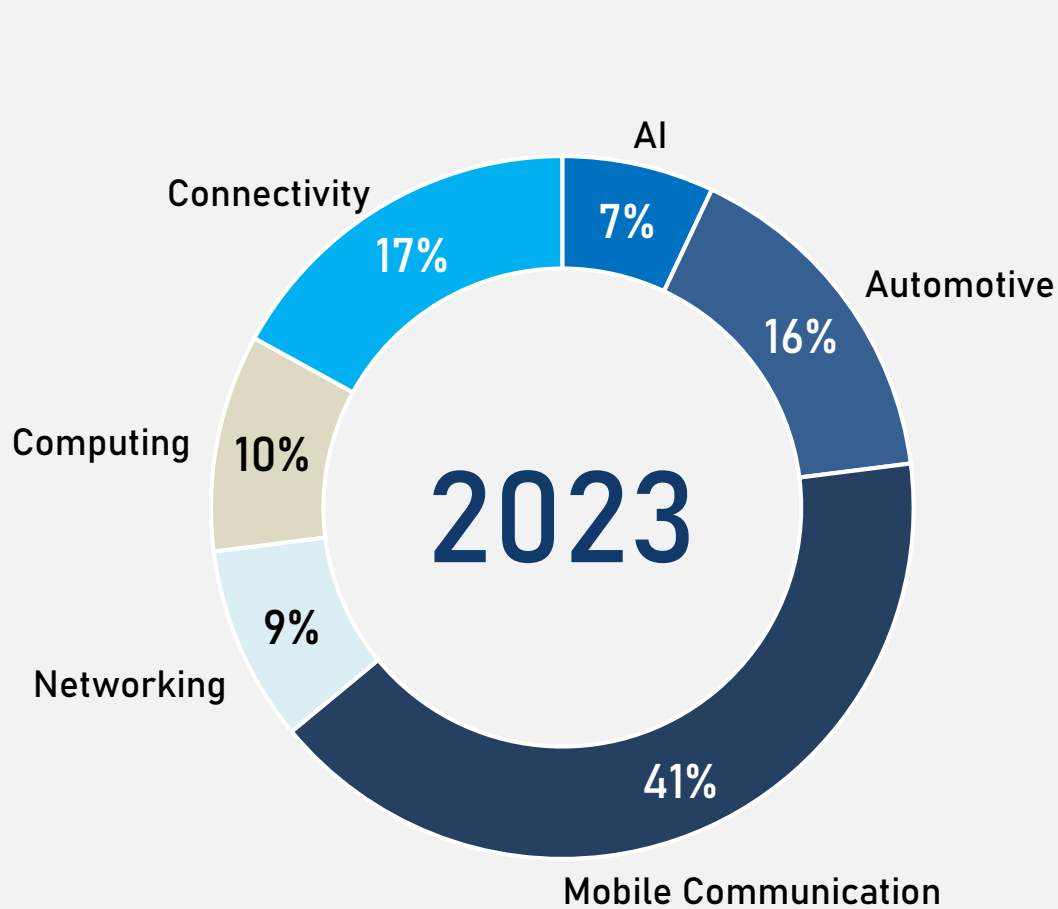 AI
7%
Connectivity
17%
Automotive
16%
Computing
10%
2023
9%
Networking
41%
Mobile Communication